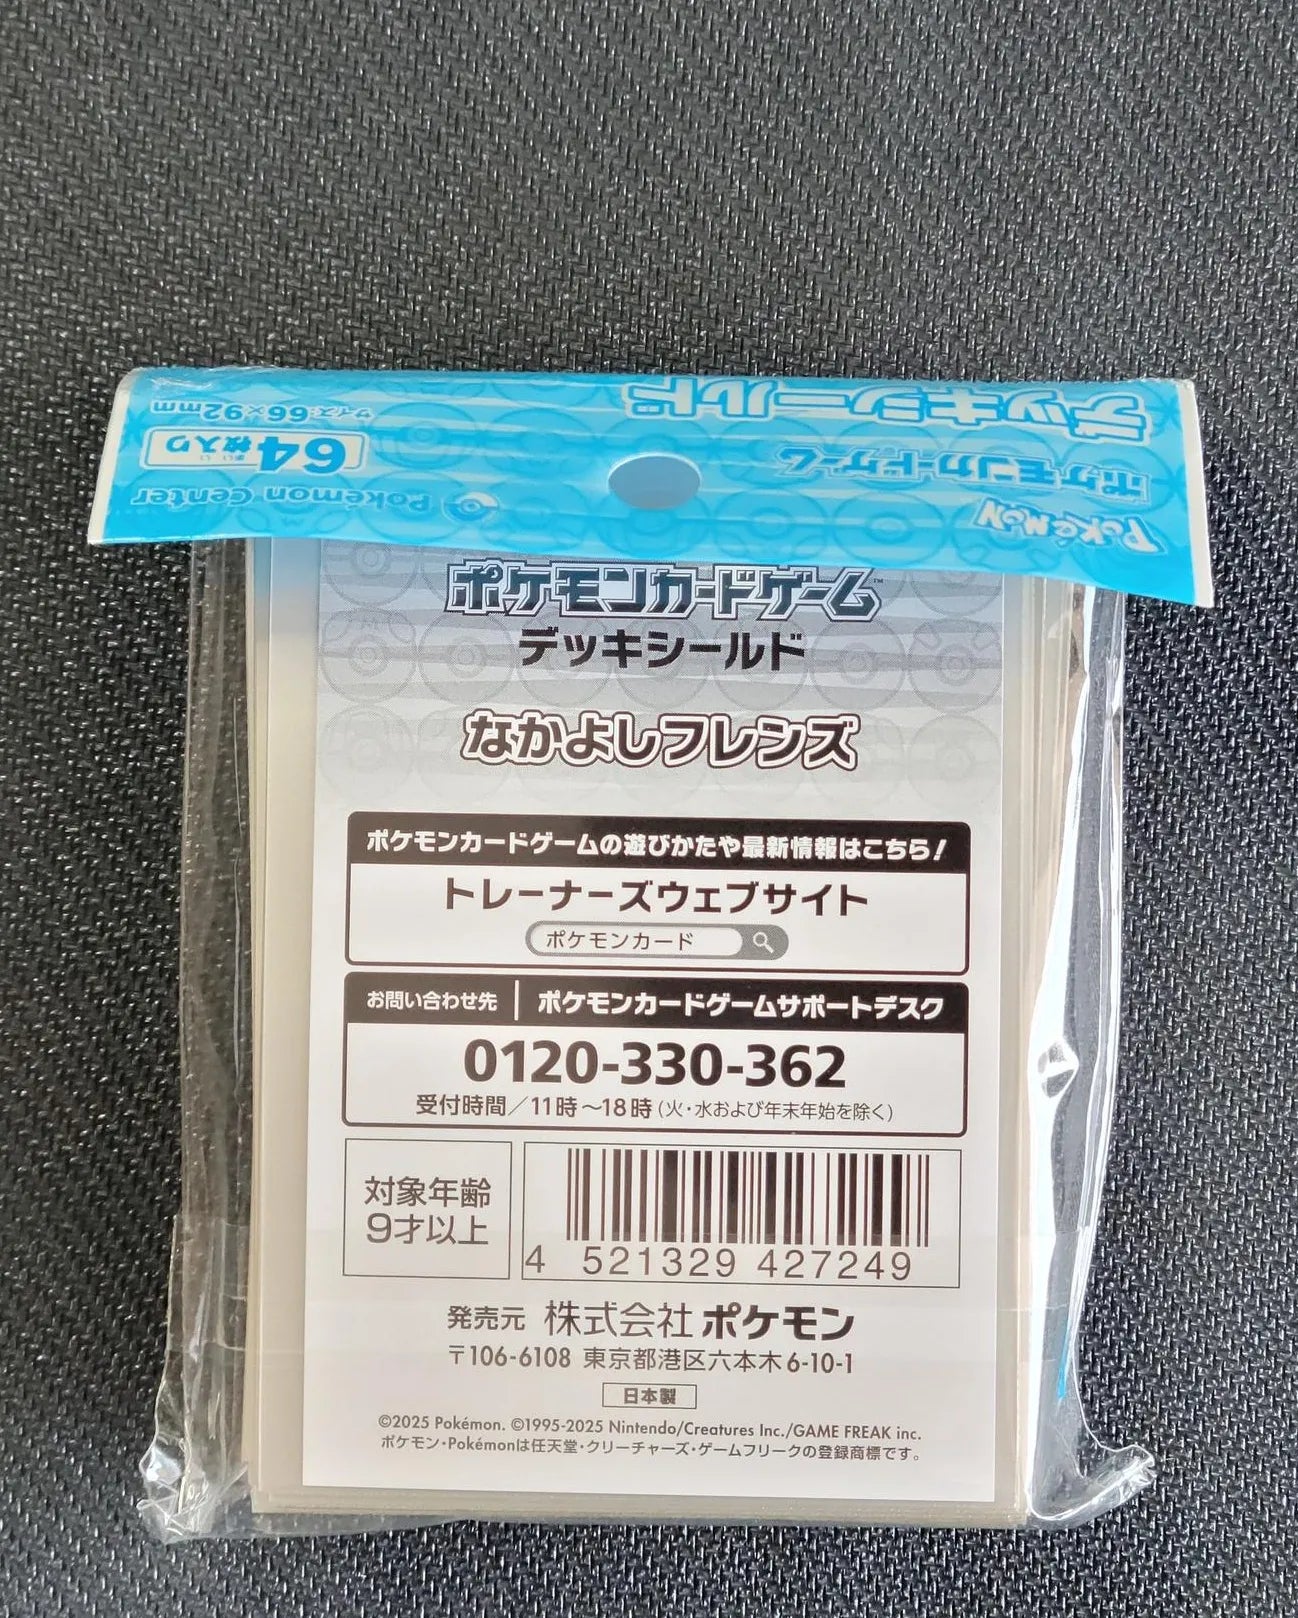 デッキシールド
ポケモンカードゲーム
POKÉMON
サイズ:66×92mm
64枚入り
まい い
Pokémon Center
ポケモンカードゲーム™
デッキシールド
なかよしフレンズ
ポケモンカードゲームの遊びかたや最新情報はこちら!
トレーナーズウェブサイト
ポケモンカード
お問い合わせ先 | ポケモンカードゲームサポートデスク
0120-330-362
受付時間/11時~18時(火・水および年末年始を除く)
対象年齢
9才以上
4 521329 427249
発売元 株式会社ポケモン
〒106-6108 東京都港区六本木6-10-1
日本製
©2025 Pokémon. ©1995-2025 Nintendo/Creatures Inc./GAME FREAK inc.
ポケモン・Pokémonは任天堂・クリーチャーズ・ゲームフリークの登録商標です。